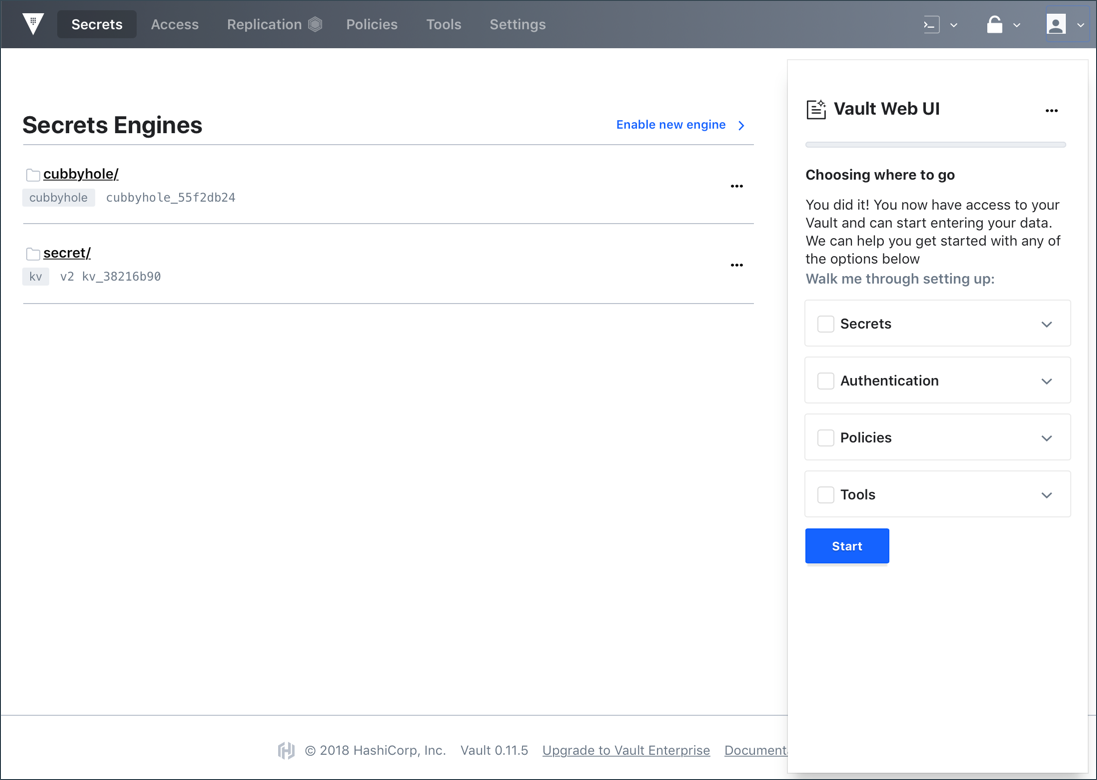 Secrets Access Replication Policies Tools Settings
Secrets Engines
Enable new engine
cubbyhole/
cubbyhole cubbyhole_55f2db24
secret/
kv v2 kv_38216b90
Vault Web UI
Choosing where to go
You did it! You now have access to your
Vault and can start entering your data.
We can help you get started with any of
the options below
Walk me through setting up:
Secrets
Authentication
Policies
Tools
Start
© 2018 HashiCorp, Inc. Vault 0.11.5 Upgrade to Vault Enterprise Document